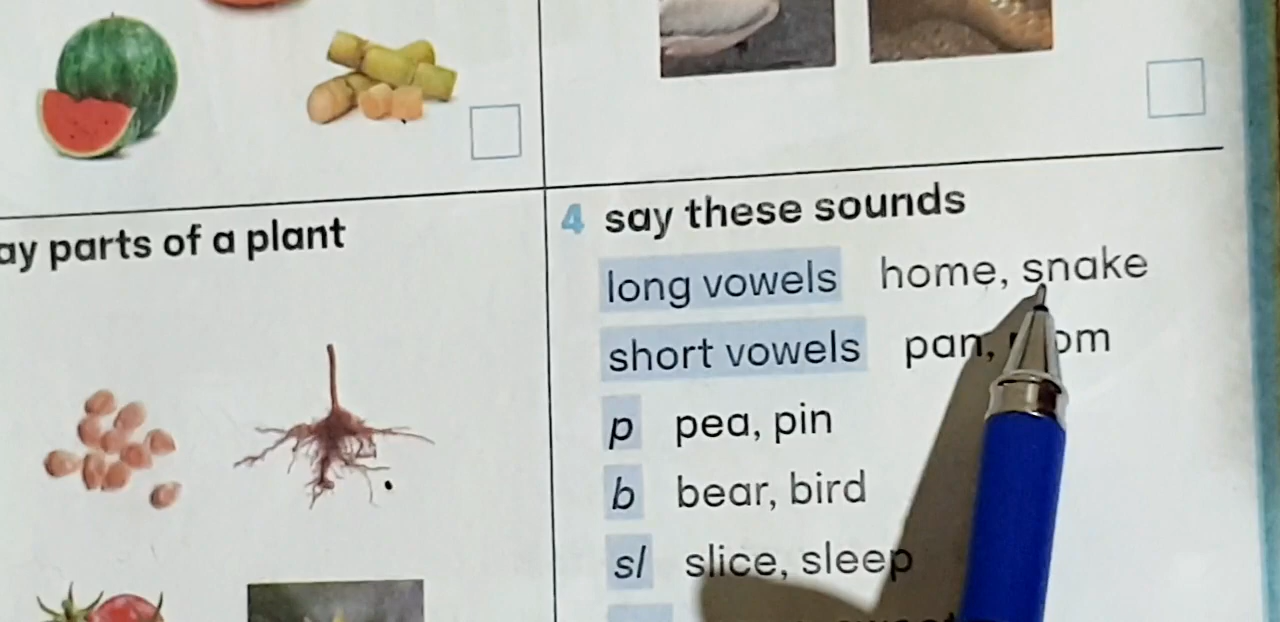 ay parts of a plant
4 say these sounds
long vowels home, snake
short vowels pan,
p pea, pin
b bear, bird
sl slice, sleep